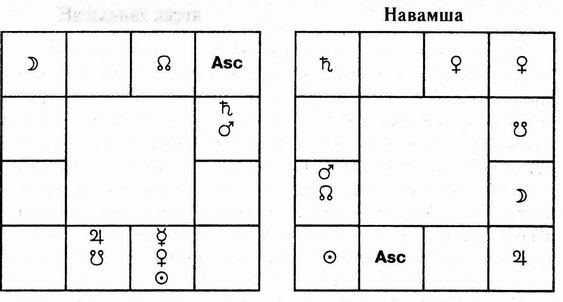 ☽ ☊ Asc
♄
♂
♃ ☿
☋ ♀
☉
Навамша
♄ ♀ ♀
☋
♂
☊ ☽
☉ Asc ♃